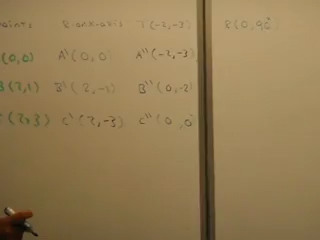 R-ox-axis T(-2,-3) R(0,90°)
(0,0) A'(0,0) A''(-2,-3)
B(2,1) B'(2,-1) B''(0,-2)
(2,3) C'(2,-3) C''(0,0